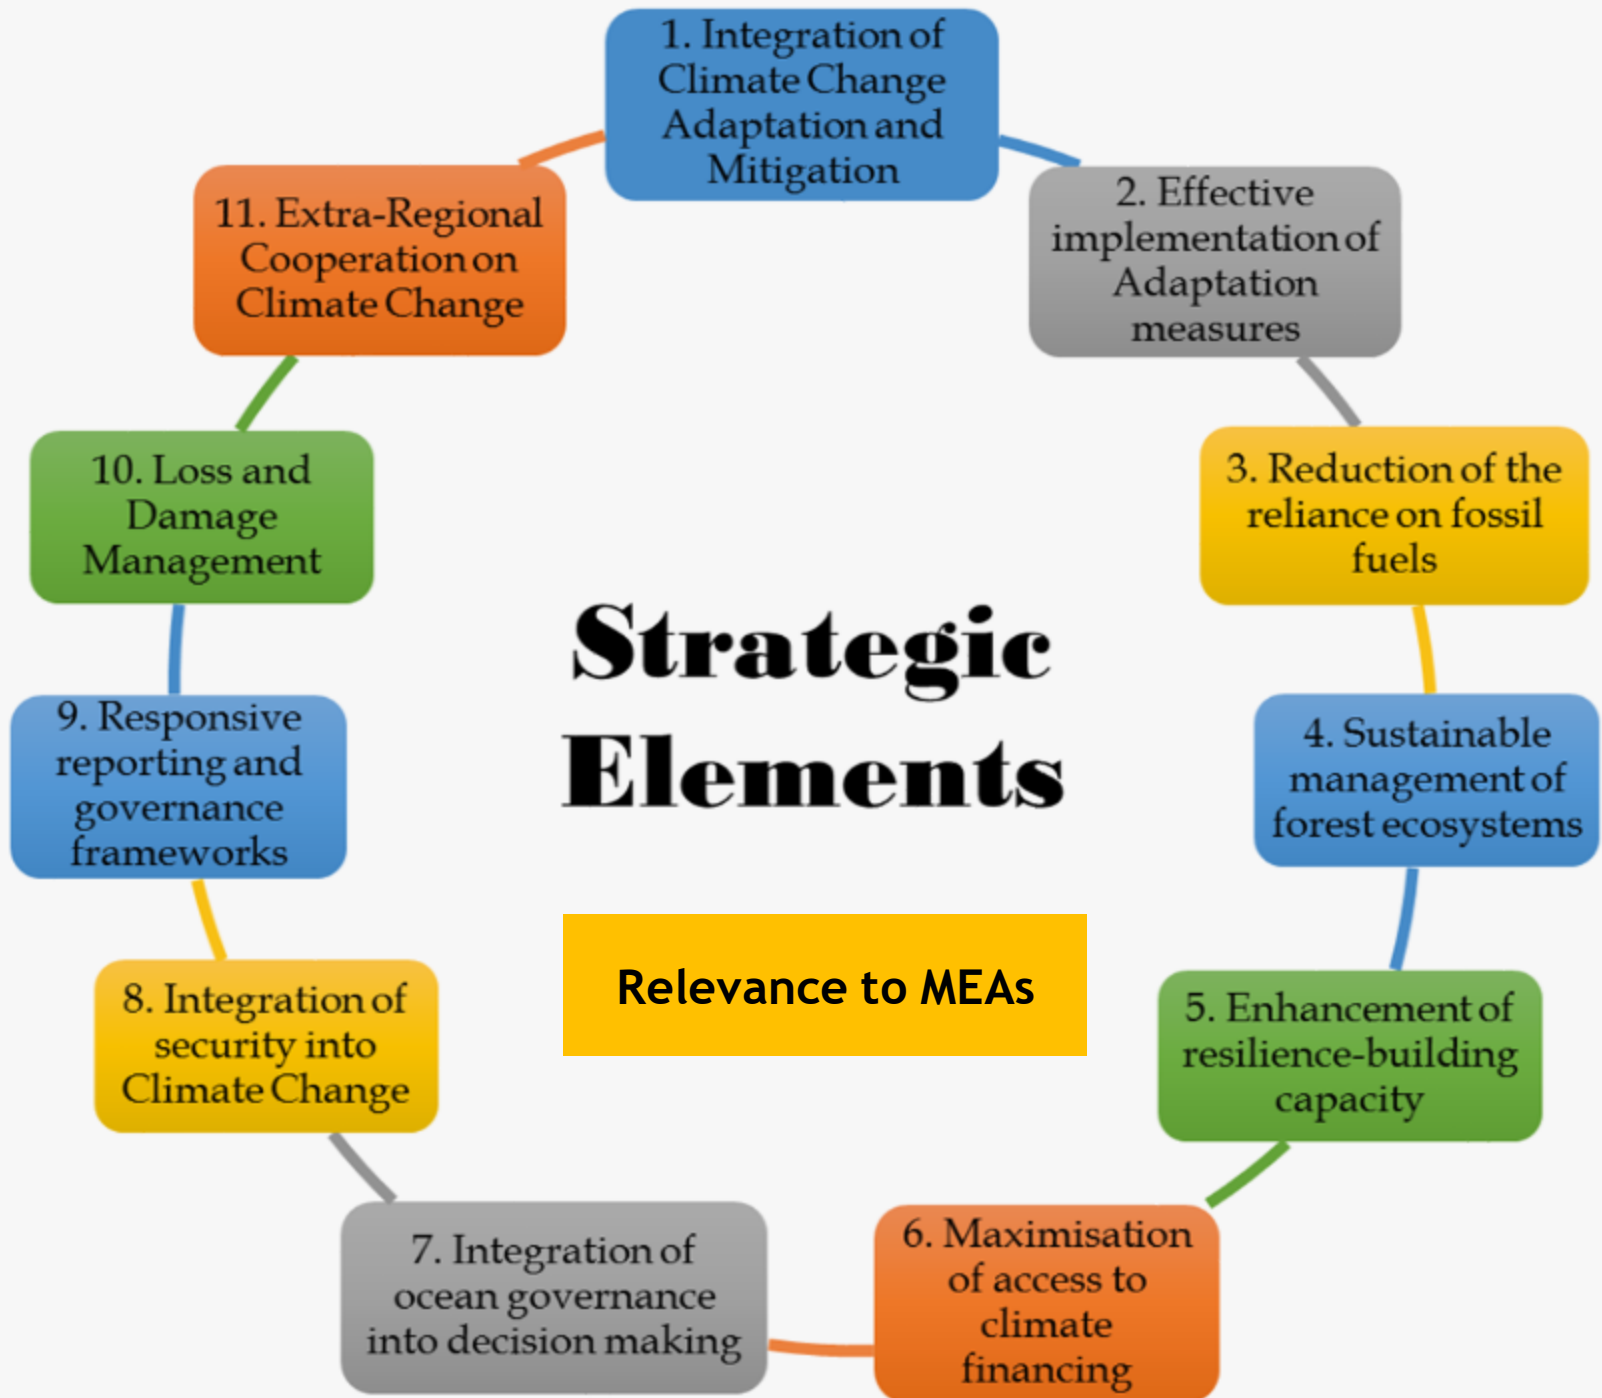 1. Integration of
Climate Change
Adaptation and
Mitigation
2. Effective
implementation of
Adaptation
measures
3. Reduction of the
reliance on fossil
fuels
4. Sustainable
management of
forest ecosystems
5. Enhancement of
resilience-building
capacity
6. Maximisation
of access to
climate
financing
7. Integration of
ocean governance
into decision making
8. Integration of
security into
Climate Change
9. Responsive
reporting and
governance
frameworks
10. Loss and
Damage
Management
11. Extra-Regional
Cooperation on
Climate Change
Strategic
Elements
Relevance to MEAs